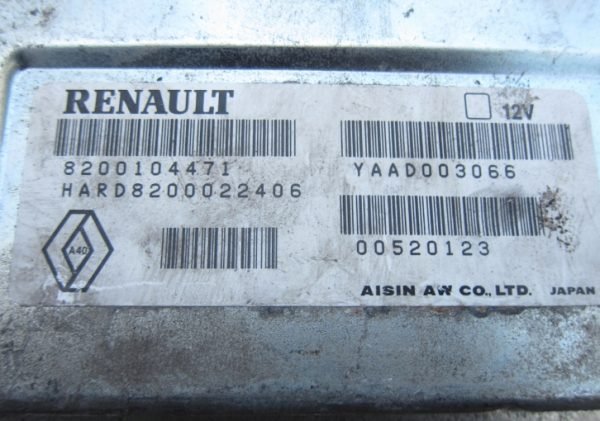 RENAULT
12V
8200104471
HARD8200022406
YAAD003066
A40
00520123
AISIN AW CO., LTD. JAPAN